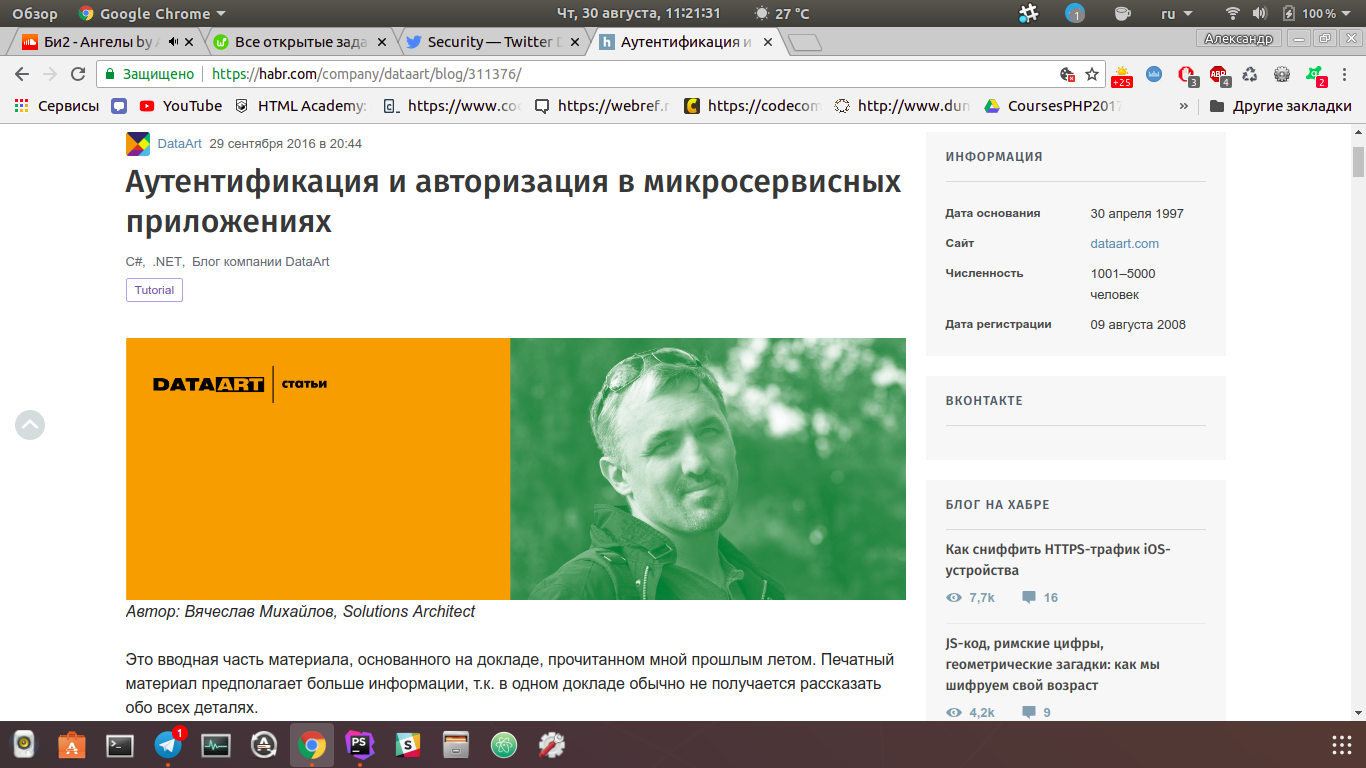 Обзор
Google Chrome
Чт, 30 августа, 11:21:31
27 °C
1
ru
100 %
Би2 - Ангелы by
Все открытые зада
Security — Twitter
Аутентификация и
Александр
Защищено
https://habr.com/company/dataart/blog/311376/
+25
3
ABP
4
2
Сервисы
YouTube
HTML Academy:
https://www.co
https://webref.r
https://codecom
http://www.dun
CoursesPHP2017
»
Другие закладки
DataArt 29 сентября 2016 в 20:44
Аутентификация и авторизация в микросервисных
приложениях
C#, .NET, Блог компании DataArt
Tutorial
DATAART
статьи
Автор: Вячеслав Михайлов, Solutions Architect
Это вводная часть материала, основанного на докладе, прочитанном мной прошлым летом. Печатный
материал предполагает больше информации, т.к. в одном докладе обычно не получается рассказать
обо всех деталях.
ИНФОРМАЦИЯ
Дата основания 30 апреля 1997
Сайт dataart.com
Численность 1001–5000
человек
Дата регистрации 09 августа 2008
ВКОНТАКТЕ
БЛОГ НА ХАБРЕ
Как сниффить HTTPS-трафик iOS-
устройства
7,7k 16
JS-код, римские цифры,
геометрические загадки: как мы
шифруем свой возраст
4,2k 9
1
PS
S